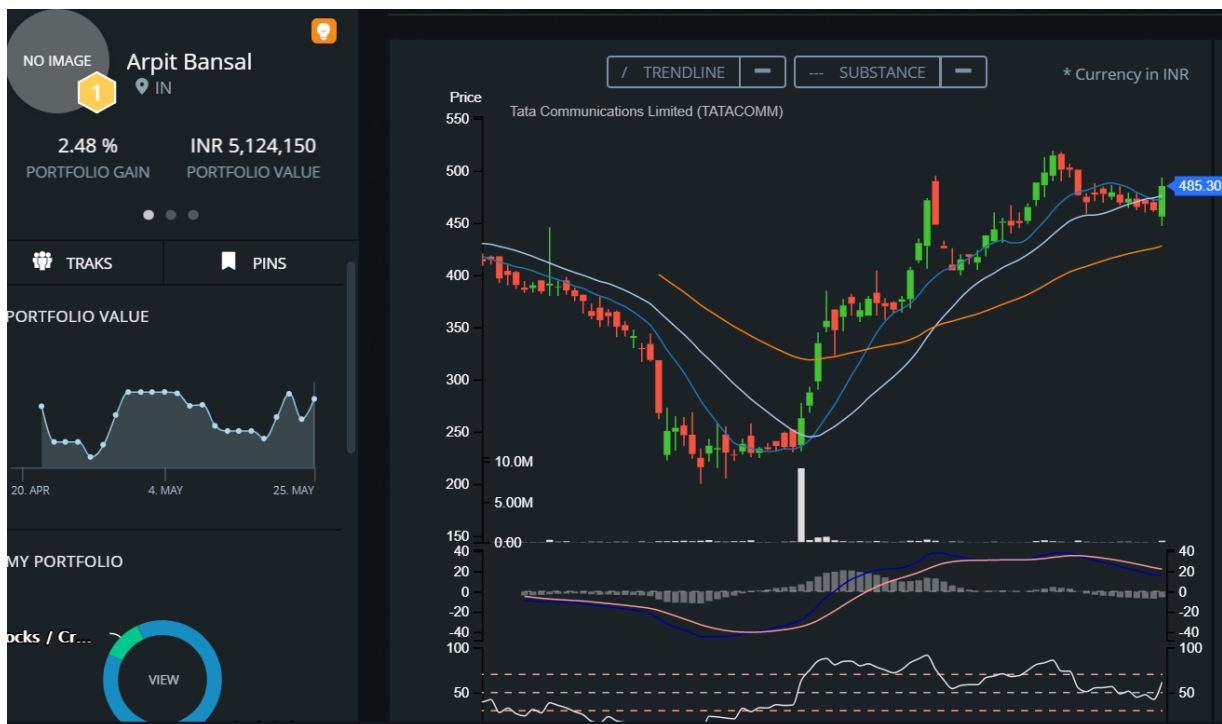 NO IMAGE
1
Arpit Bansal
IN
2.48 %
INR 5,124,150
PORTFOLIO GAIN
PORTFOLIO VALUE
TRAKS
PINS
PORTFOLIO VALUE
20. APR
4. MAY
25. MAY
MY PORTFOLIO
ocks / Cr...
VIEW
/ TRENDLINE
--- SUBSTANCE
* Currency in INR
Price
Tata Communications Limited (TATACOMM)
550
500
485.30
450
400
350
300
250
10.0M
200
5.00M
150
0.00
40
40
20
20
0
0
-20
-20
-40
-40
100
100
50
50